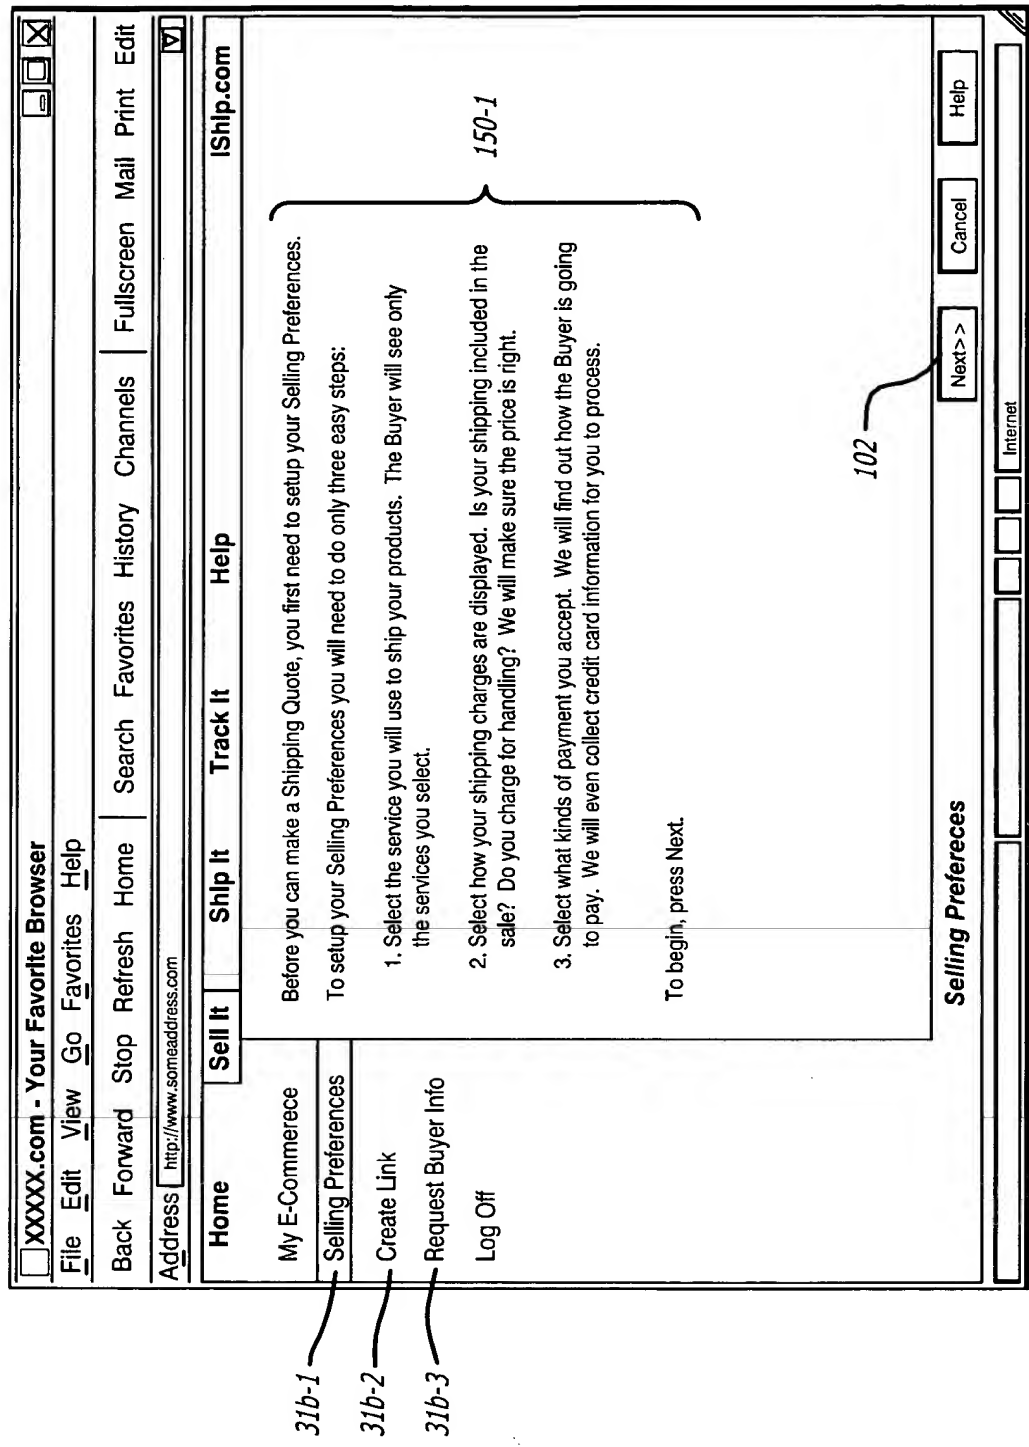 XXXXX.com - Your Favorite Browser
File Edit View Go Favorites Help
Back Forward Stop Refresh Home Search Favorites History Channels Fullscreen Mail Print Edit
Address http://www.someaddress.com
Home Sell It Ship It Track It Help IShip.com
My E-Commerece
Selling Preferences
Create Link
Request Buyer Info
Log Off
31b-1
31b-2
31b-3
Before you can make a Shipping Quote, you first need to setup your Selling Preferences.
To setup your Selling Preferences you will need to do only three easy steps:
1. Select the service you will use to ship your products. The Buyer will see only
the services you select.
2. Select how your shipping charges are displayed. Is your shipping included in the
sale? Do you charge for handling? We will make sure the price is right.
3. Select what kinds of payment you accept. We will find out how the Buyer is going
to pay. We will even collect credit card information for you to process.
To begin, press Next.
150-1
102
Selling Prefereces
Next> > Cancel Help
Internet